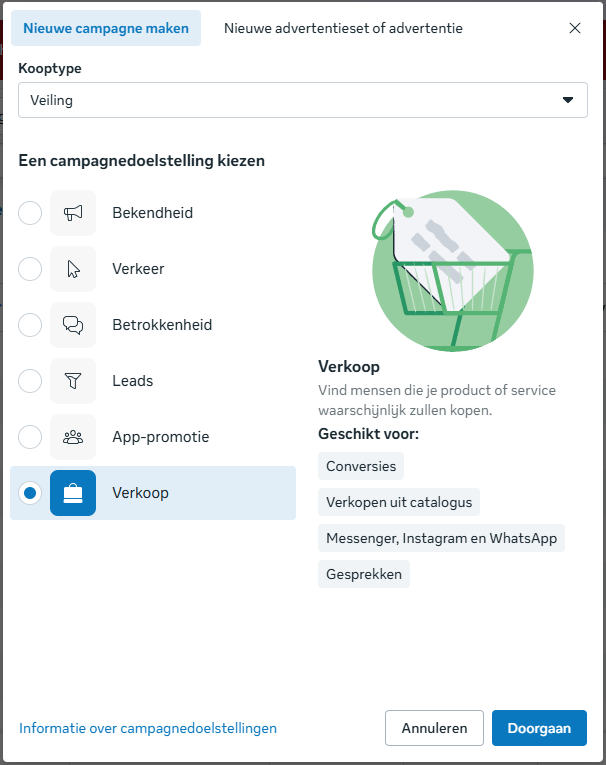 Nieuwe campagne maken
Nieuwe advertentieset of advertentie
Kooptype
Veiling
Een campagnedoelstelling kiezen
Bekendheid
Verkeer
Betrokkenheid
Leads
App-promotie
Verkoop
Verkoop
Vind mensen die je product of service
waarschijnlijk zullen kopen.
Geschikt voor:
Conversies
Verkopen uit catalogus
Messenger, Instagram en WhatsApp
Gesprekken
Informatie over campagnedoelstellingen
Annuleren
Doorgaan